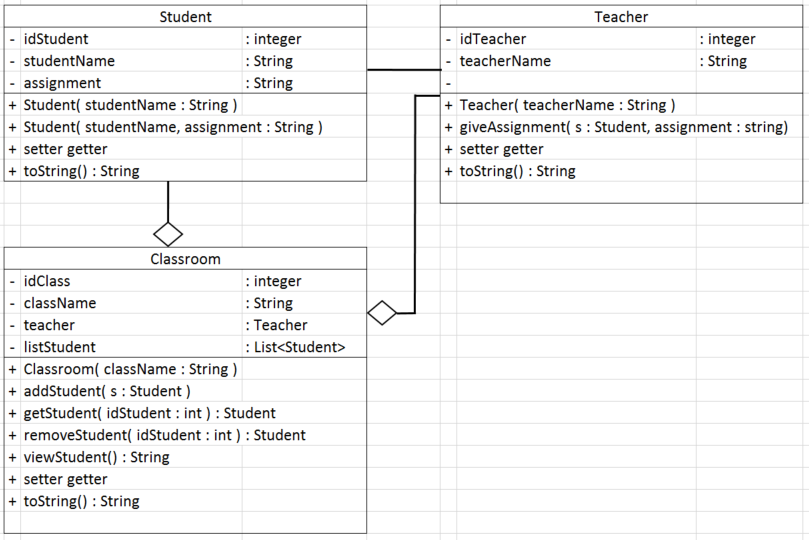 Student
- idStudent : integer
- studentName : String
- assignment : String
+ Student( studentName : String )
+ Student( studentName, assignment : String )
+ setter getter
+ toString() : String
Teacher
- idTeacher : integer
- teacherName : String
-
+ Teacher( teacherName : String )
+ giveAssignment( s : Student, assignment : string)
+ setter getter
+ toString() : String
Classroom
- idClass : integer
- className : String
- teacher : Teacher
- listStudent : List<Student>
+ Classroom( className : String )
+ addStudent( s : Student )
+ getStudent( idStudent : int ) : Student
+ removeStudent( idStudent : int ) : Student
+ viewStudent() : String
+ setter getter
+ toString() : String